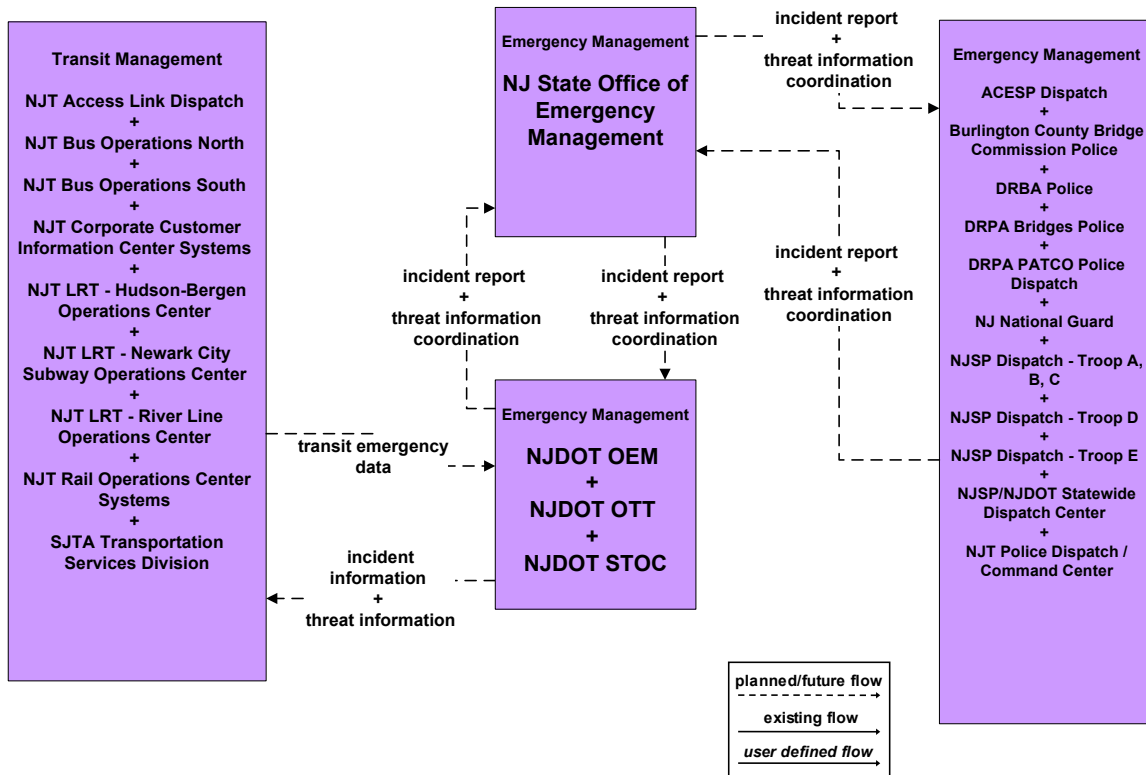 Transit Management
NJT Access Link Dispatch
+
NJT Bus Operations North
+
NJT Bus Operations South
+
NJT Corporate Customer
Information Center Systems
+
NJT LRT - Hudson-Bergen
Operations Center
+
NJT LRT - Newark City
Subway Operations Center
+
NJT LRT - River Line
Operations Center
+
NJT Rail Operations Center
Systems
+
SJTA Transportation
Services Division
Emergency Management
NJ State Office of
Emergency
Management
incident report
+
threat information
coordination
incident report
+
threat information
coordination
incident report
+
threat information
coordination
incident report
+
threat information
coordination
transit emergency
data
incident
information
+
threat information
Emergency Management
NJDOT OEM
+
NJDOT OTT
+
NJDOT STOC
Emergency Management
ACESP Dispatch
+
Burlington County Bridge
Commission Police
+
DRBA Police
+
DRPA Bridges Police
+
DRPA PATCO Police
Dispatch
+
NJ National Guard
+
NJSP Dispatch - Troop A,
B, C
+
NJSP Dispatch - Troop D
+
NJSP Dispatch - Troop E
+
NJSP/NJDOT Statewide
Dispatch Center
+
NJT Police Dispatch /
Command Center
planned/future flow
existing flow
user defined flow